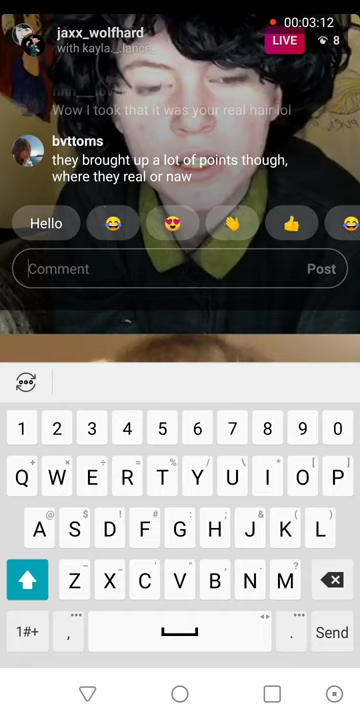 00:03:12
jaxx_wolfhard
with kayla._.lance
LIVE 8
Wow I took that it was your real hair lol
bvttoms
they brought up a lot of points though,
where they real or naw
Hello
Comment Post
1 2 3 4 5 6 7 8 9 0
+ × ÷ = % / \ * [ ]
Q W E R T Y U I O P
@ $ ! # : ; & ( )
A S D F G H J K L
- _ ' " , ?
Z X C V B N M
1#+ , . Send